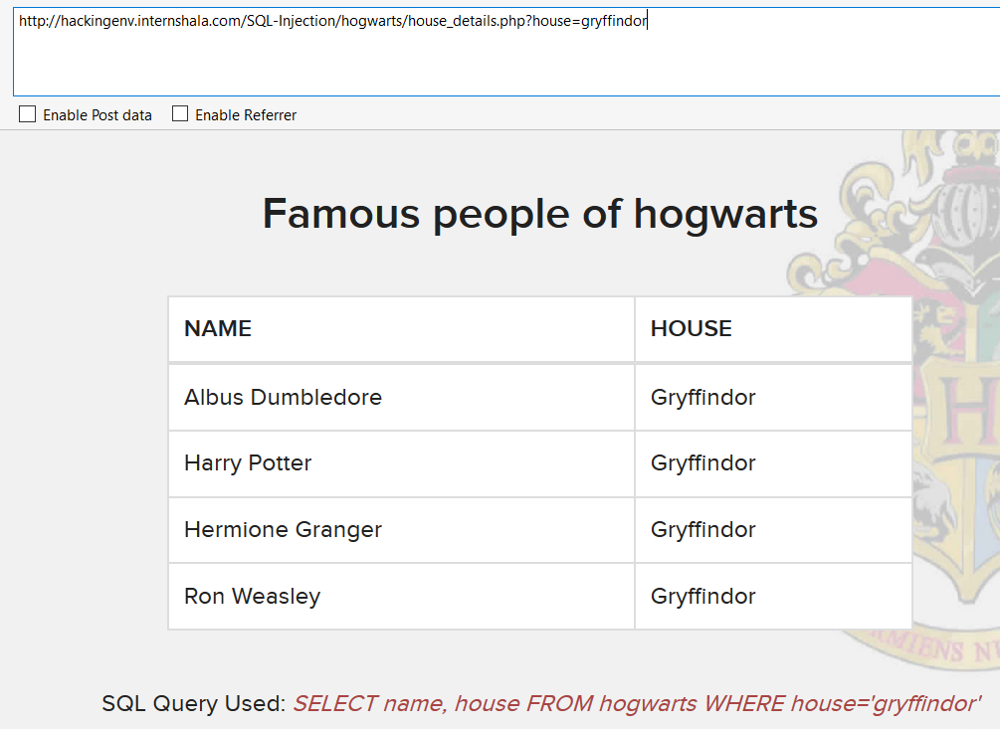 http://hackingenv.internshala.com/SQL-Injection/hogwarts/house_details.php?house=gryffindor
Enable Post data Enable Referrer
Famous people of hogwarts
NAME HOUSE
Albus Dumbledore Gryffindor
Harry Potter Gryffindor
Hermione Granger Gryffindor
Ron Weasley Gryffindor
H
SQL Query Used: SELECT name, house FROM hogwarts WHERE house='gryffindor'